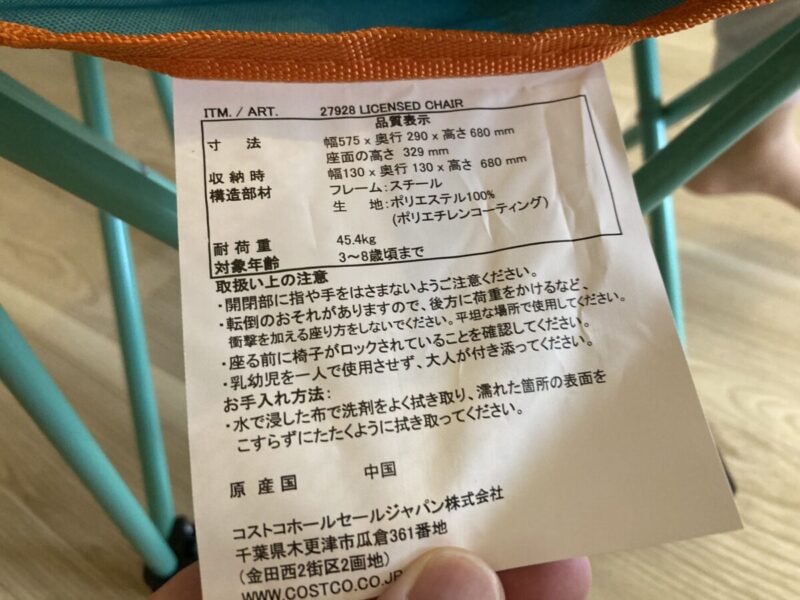 ITM. / ART. 27928 LICENSED CHAIR
品質表示
寸 法 幅575 x 奥行 290 x 高さ 680 mm
座面の高さ 329 mm
収納時 幅130 x 奥行 130 x 高さ 680 mm
構造部材 フレーム:スチール
生 地:ポリエステル100%
(ポリエチレンコーティング)
耐荷重 45.4kg
対象年齢 3〜8歳頃まで
取扱い上の注意
・開閉部に指や手をはさまないようご注意ください。
・転倒のおそれがありますので、後方に荷重をかけるなど、
衝撃を加える座り方をしないでください。平坦な場所で使用してください。
・座る前に椅子がロックされていることを確認してください。
・乳幼児を一人で使用させず、大人が付き添ってください。
お手入れ方法:
・水で浸した布で洗剤をよく拭き取り、濡れた箇所の表面を
こすらずにたたくように拭き取ってください。
原産国 中国
コストコホールセールジャパン株式会社
千葉県木更津市瓜倉361番地
(金田西2街区2画地)
WWW.COSTCO.CO.JP